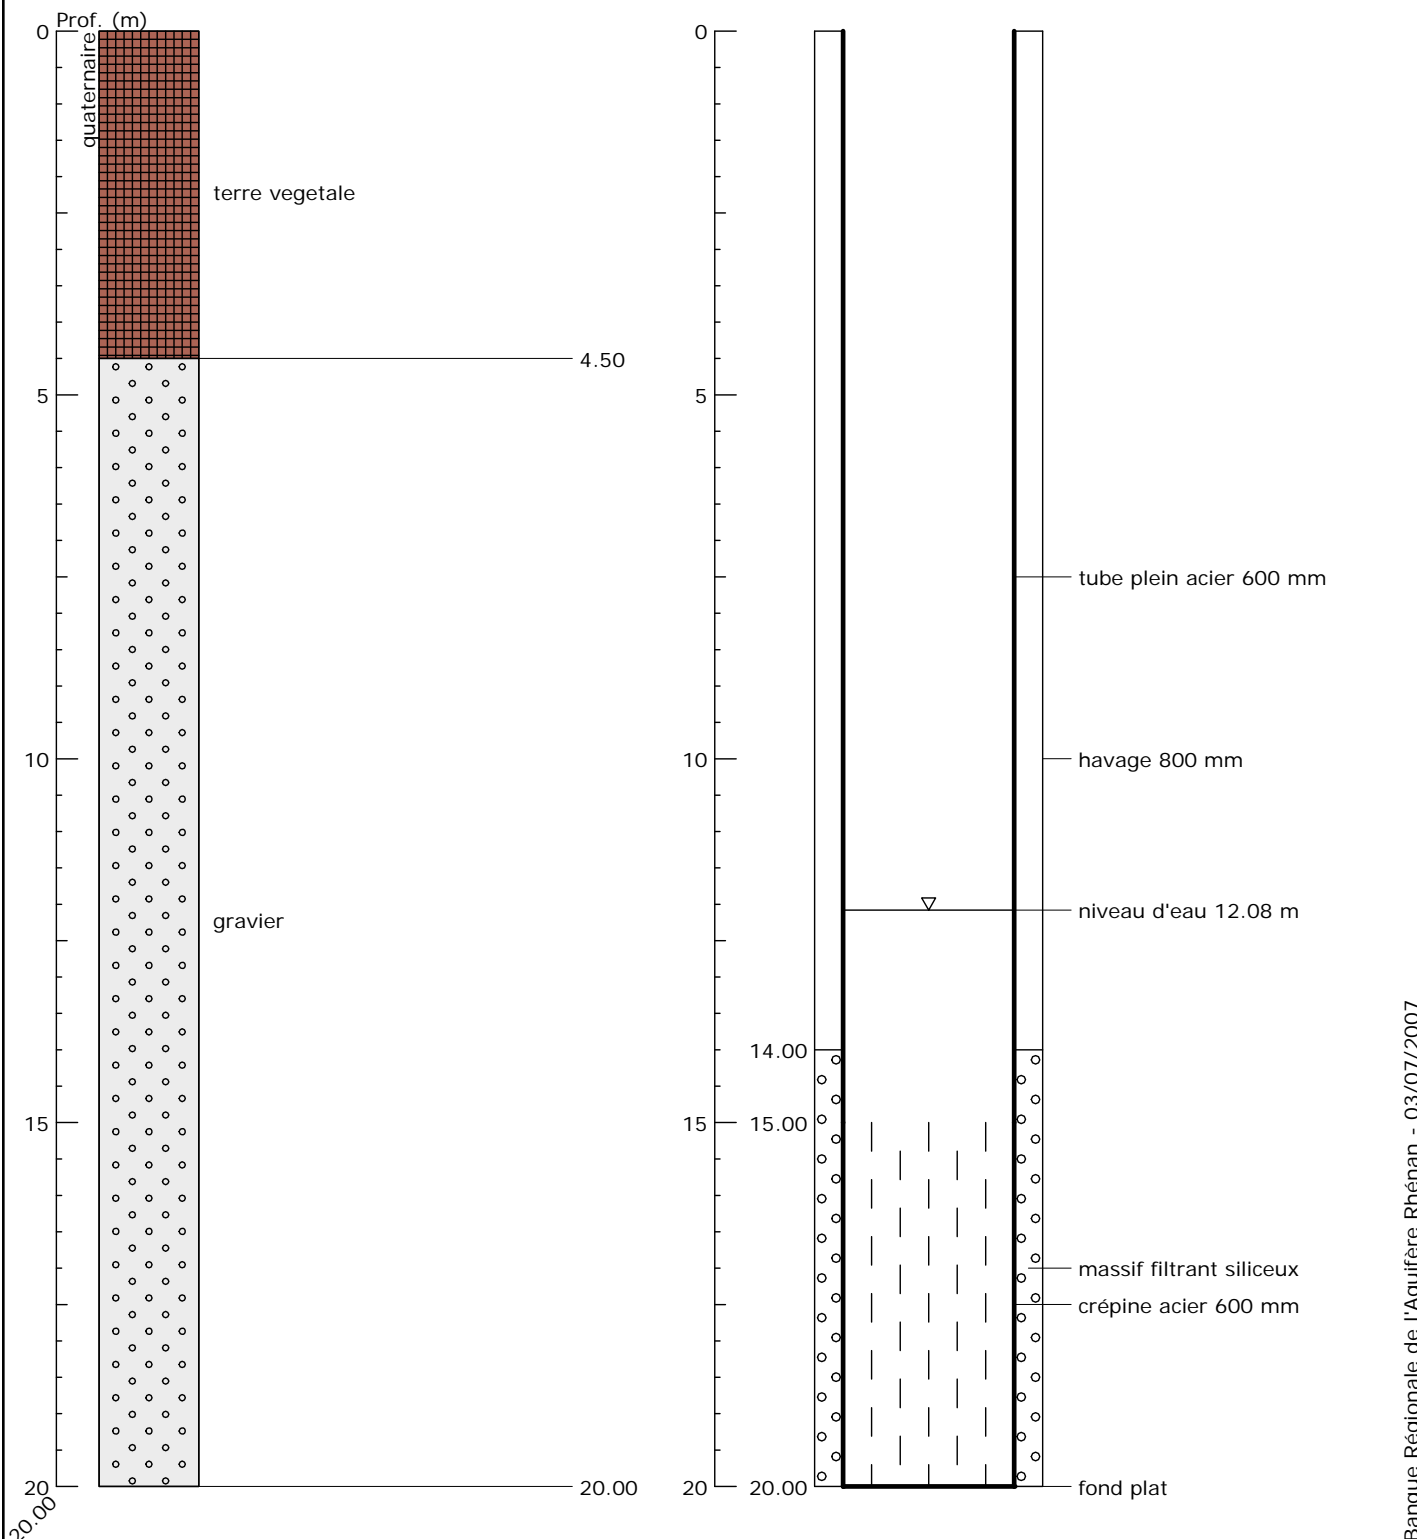 Prof. (m)
0
quaternaire
terre vegetale
4.50
5
10
gravier
15
20
20.00
20.00
0
5
tube plein acier 600 mm
10
havage 800 mm
niveau d'eau 12.08 m
14.00
15
15.00
massif filtrant siliceux
crépine acier 600 mm
20
20.00
fond plat
Banque Régionale de l'Aquifère Rhénan - 03/07/2007